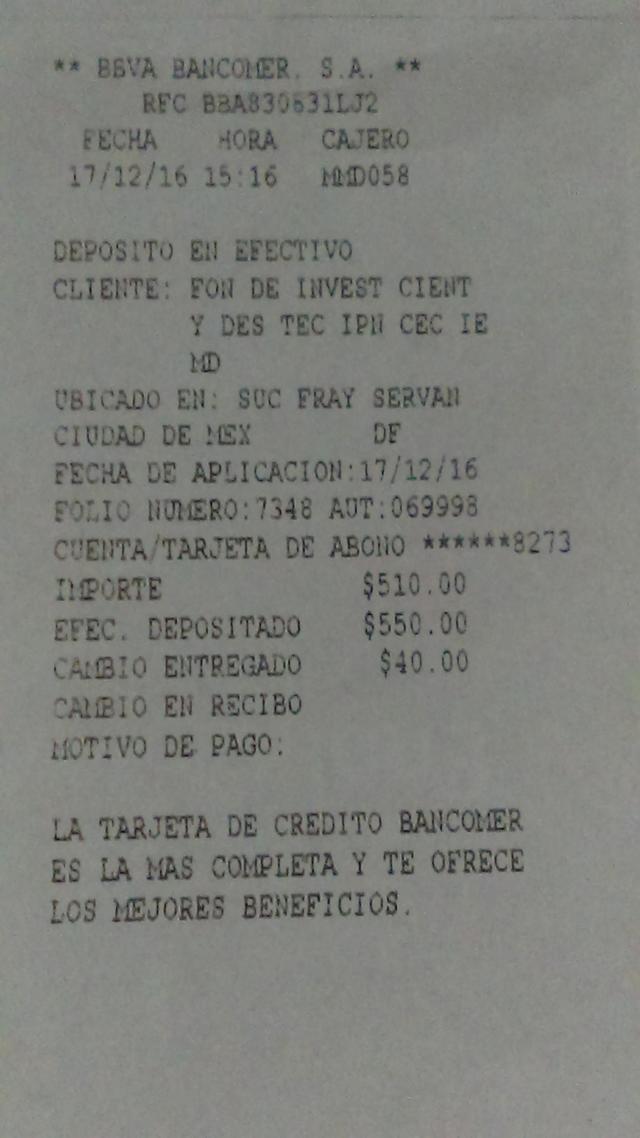 ** BBVA BANCOMER, S.A. **
RFC BBA830831LJ2
FECHA HORA CAJERO
17/12/16 15:16 MMD058
DEPOSITO EN EFECTIVO
CLIENTE: FON DE INVEST CIENT
Y DES TEC IPN CEC IE
MD
UBICADO EN: SUC FRAY SERVAN
CIUDAD DE MEX DF
FECHA DE APLICACION:17/12/16
FOLIO NUMERO:7348 AUT:069998
CUENTA/TARJETA DE ABONO ******8273
IMPORTE $510.00
EFEC. DEPOSITADO $550.00
CAMBIO ENTREGADO $40.00
CAMBIO EN RECIBO
MOTIVO DE PAGO:
LA TARJETA DE CREDITO BANCOMER
ES LA MAS COMPLETA Y TE OFRECE
LOS MEJORES BENEFICIOS.